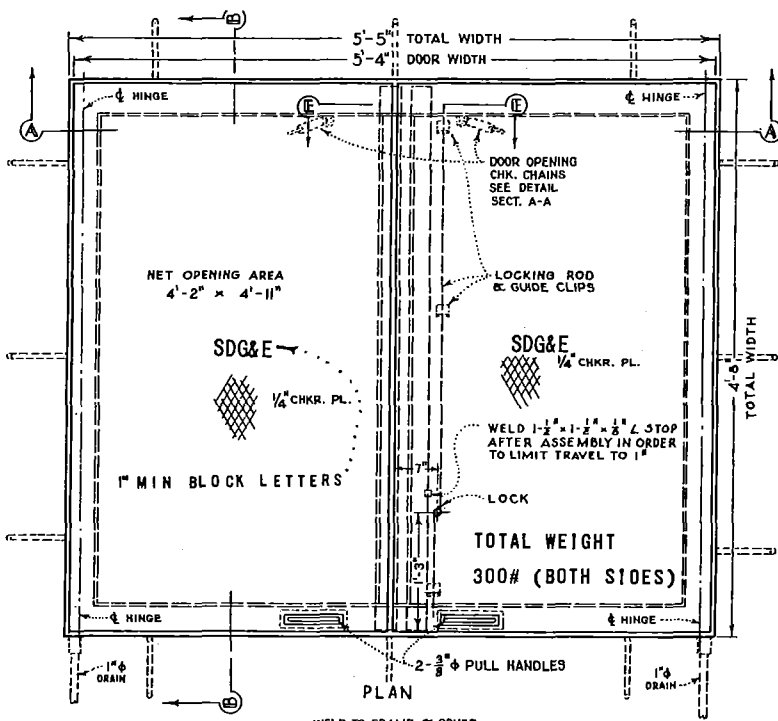 (B)
5'-5" TOTAL WIDTH
5'-4" DOOR WIDTH
℄ HINGE
℄ HINGE
(E)
(E)
(A)
(A)
DOOR OPENING
CHK. CHAINS
SEE DETAIL
SECT. A-A
NET OPENING AREA
4'-2" x 4'-11"
LOCKING ROD
& GUIDE CLIPS
SDG&E
SDG&E
1/4" CHKR. PL.
1/4" CHKR. PL.
4'-8"
TOTAL WIDTH
WELD 1-1/2" x 1-1/2" x 1/8" ∠ STOP
AFTER ASSEMBLY IN ORDER
TO LIMIT TRAVEL TO 1"
7"
1" MIN BLOCK LETTERS
LOCK
TOTAL WEIGHT
300# (BOTH SIDES)
1'-3"
℄ HINGE
℄ HINGE
2-3/8" ϕ PULL HANDLES
1" ϕ
DRAIN
1" ϕ
DRAIN
(B)
PLAN